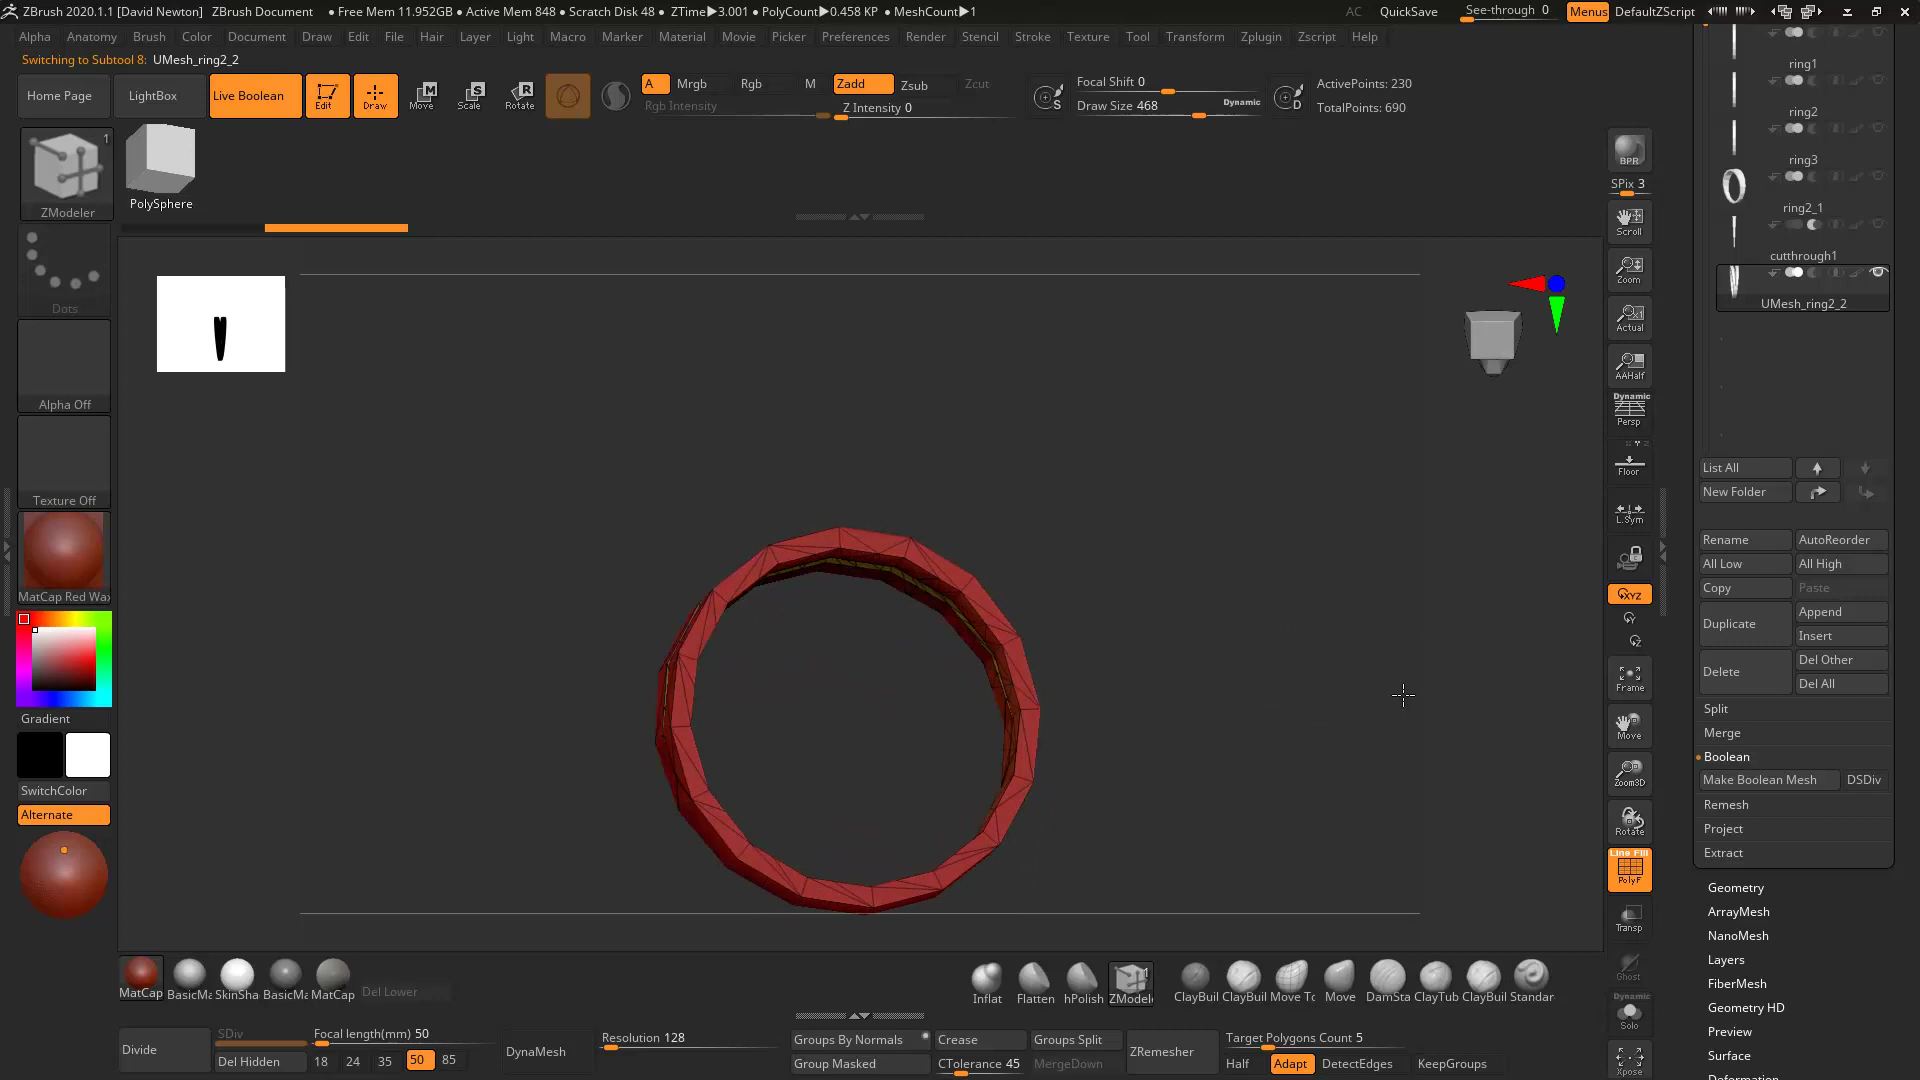 ZBrush 2020.1.1 [David Newton] ZBrush Document • Free Mem 11.952GB • Active Mem 848 • Scratch Disk 48 • ZTime▶3.001 • PolyCount▶0.458 KP • MeshCount▶1 AC QuickSave See-through 0 Menus DefaultZScript
Alpha Anatomy Brush Color Document Draw Edit File Hair Layer Light Macro Marker Material Movie Picker Preferences Render Stencil Stroke Texture Tool Transform Zplugin Zscript Help
Switching to Subtool 8: UMesh_ring2_2
Home Page LightBox Live Boolean Edit Draw Move Scale Rotate
A Mrgb Rgb M Zadd Zsub Zcut
Rgb Intensity Z Intensity 0
Focal Shift 0
Draw Size 468 Dynamic
S D
ActivePoints: 230
TotalPoints: 690
1
ZModeler
PolySphere
Dots
Alpha Off
Texture Off
MatCap Red Wa
Gradient
SwitchColor
Alternate
BPR
SPix 3
Scroll
Zoom
Actual
AAHalf
Dynamic
Persp
Floor
L.Sym
XYZ
Y
Z
Frame
Move
Zoom3D
Rotate
Line Fill
PolyF
Transp
Ghost
Dynamic
Solo
Xpose
ring1
ring2
ring3
ring2_1
cutthrough1
UMesh_ring2_2
List All
New Folder
Rename AutoReorder
All Low All High
Copy Paste
Duplicate Append
Insert
Delete Del Other
Del All
Split
Merge
Boolean
Make Boolean Mesh DSDiv
Remesh
Project
Extract
Geometry
ArrayMesh
NanoMesh
Layers
FiberMesh
Geometry HD
Preview
Surface
Deformation
MatCap BasicMa SkinSha BasicMa MatCap Del Lower
Inflat Flatten hPolish ZModele 1 ClayBuil ClayBuil Move To Move DamSta ClayTub ClayBuil Standar
Divide SDiv Del Hidden
Focal length(mm) 50
18 24 35 50 85
DynaMesh Resolution 128
Groups By Normals Crease Groups Split
Group Masked CTolerance 45 MergeDown
ZRemesher Target Polygons Count 5
Half Adapt DetectEdges KeepGroups